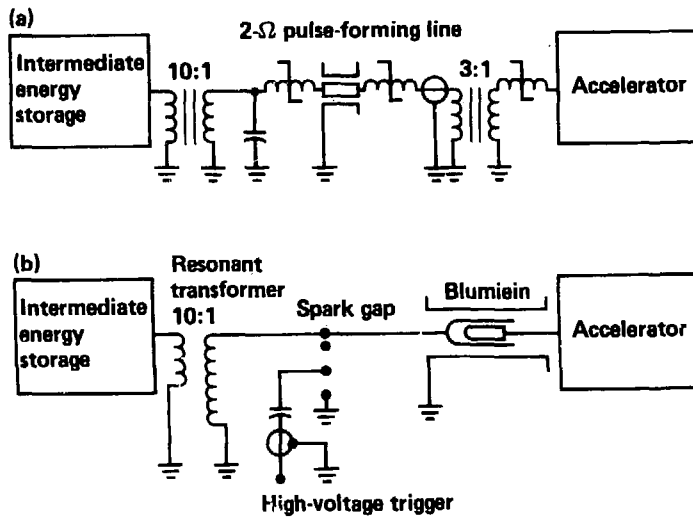 (a)
2-Ω pulse-forming line
Intermediate
energy
storage
10:1
3:1
Accelerator
(b)
Resonant
transformer
10:1
Intermediate
energy
storage
Spark gap
Blumlein
Accelerator
High-voltage trigger